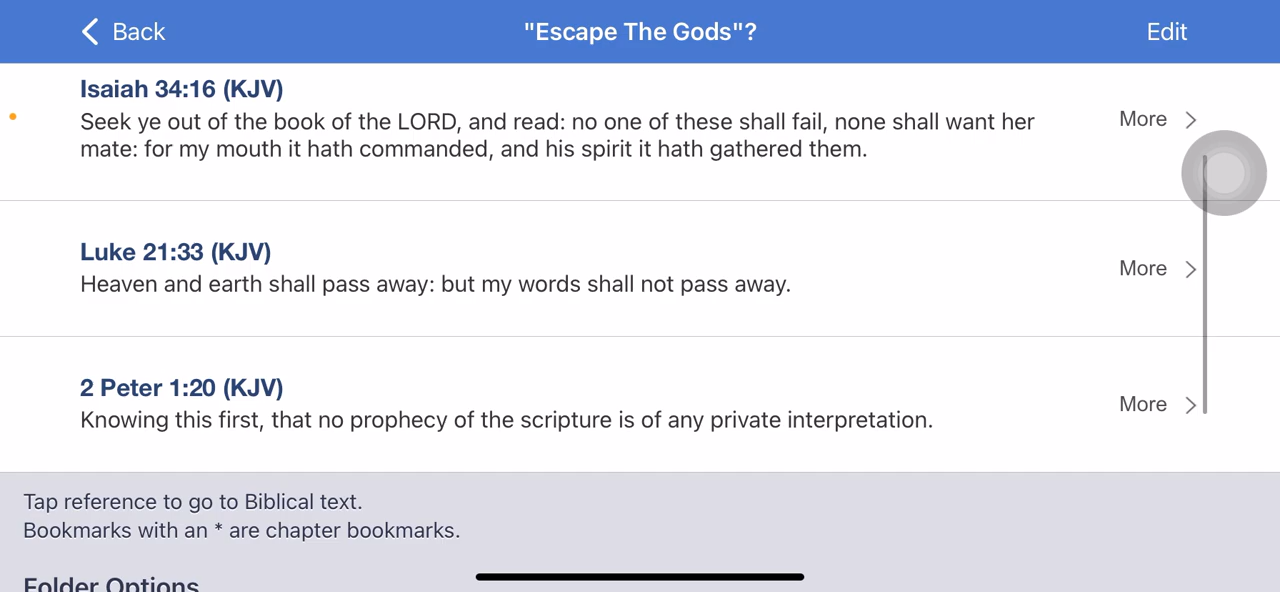 Back
"Escape The Gods"?
Edit
Isaiah 34:16 (KJV)
Seek ye out of the book of the LORD, and read: no one of these shall fail, none shall want her
mate: for my mouth it hath commanded, and his spirit it hath gathered them.
More
Luke 21:33 (KJV)
Heaven and earth shall pass away: but my words shall not pass away.
More
2 Peter 1:20 (KJV)
Knowing this first, that no prophecy of the scripture is of any private interpretation.
More
Tap reference to go to Biblical text.
Bookmarks with an * are chapter bookmarks.
Folder Options